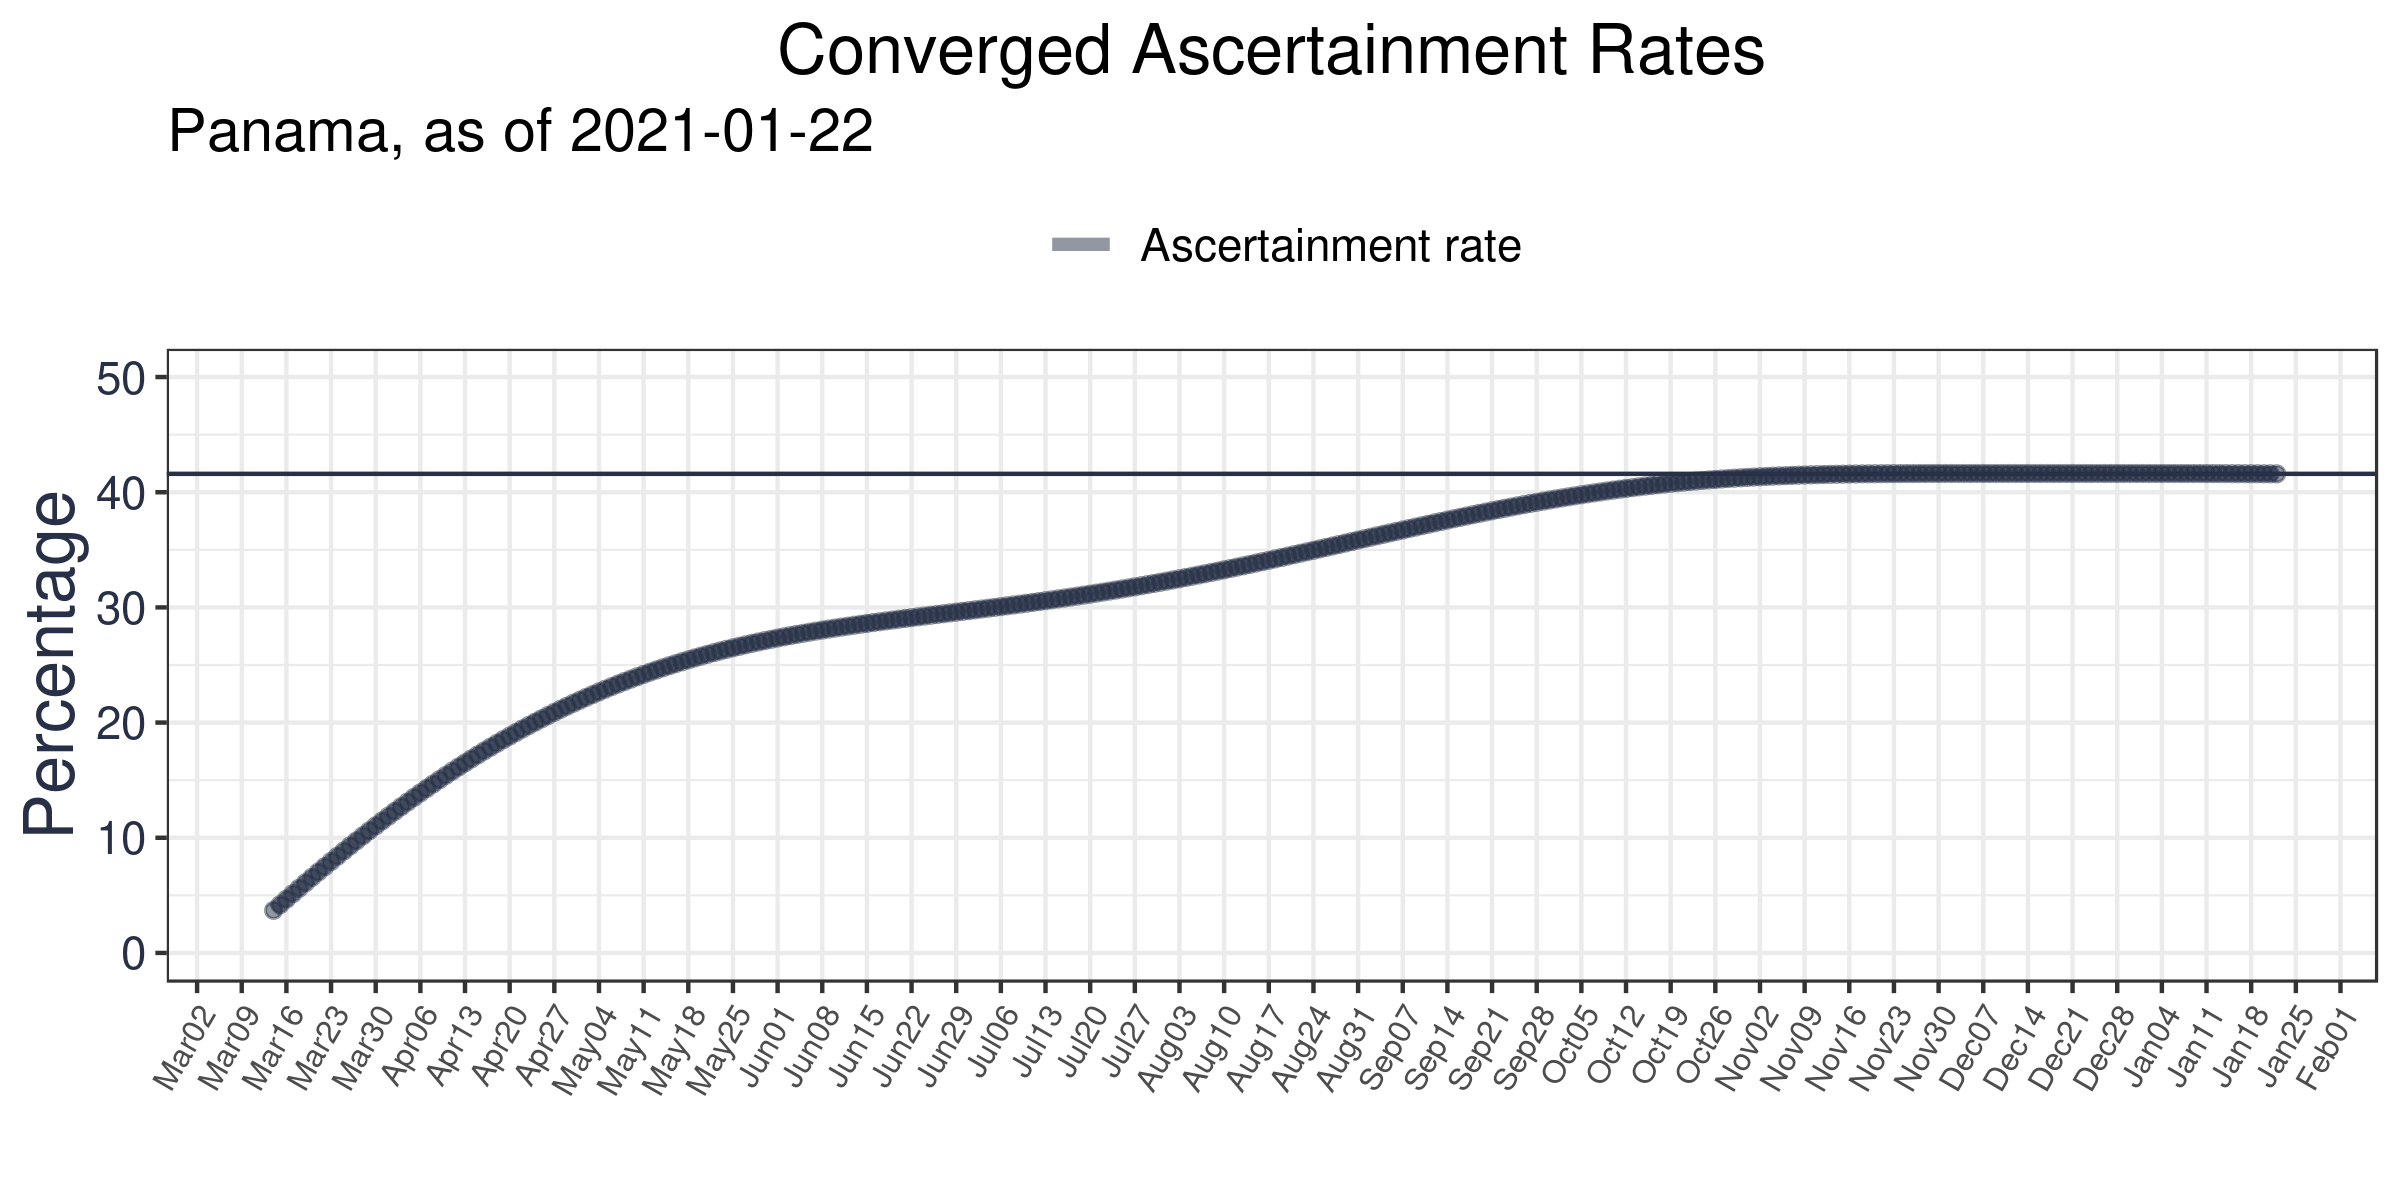 Converged Ascertainment Rates
Panama, as of 2021-01-22
Ascertainment rate
Percentage
50
40
30
20
10
0
Mar02 Mar09 Mar16 Mar23 Mar30 Apr06 Apr13 Apr20 Apr27 May04 May11 May18 May25 Jun01 Jun08 Jun15 Jun22 Jun29 Jul06 Jul13 Jul20 Jul27 Aug03 Aug10 Aug17 Aug24 Aug31 Sep07 Sep14 Sep21 Sep28 Oct05 Oct12 Oct19 Oct26 Nov02 Nov09 Nov16 Nov23 Nov30 Dec07 Dec14 Dec21 Dec28 Jan04 Jan11 Jan18 Jan25 Feb01